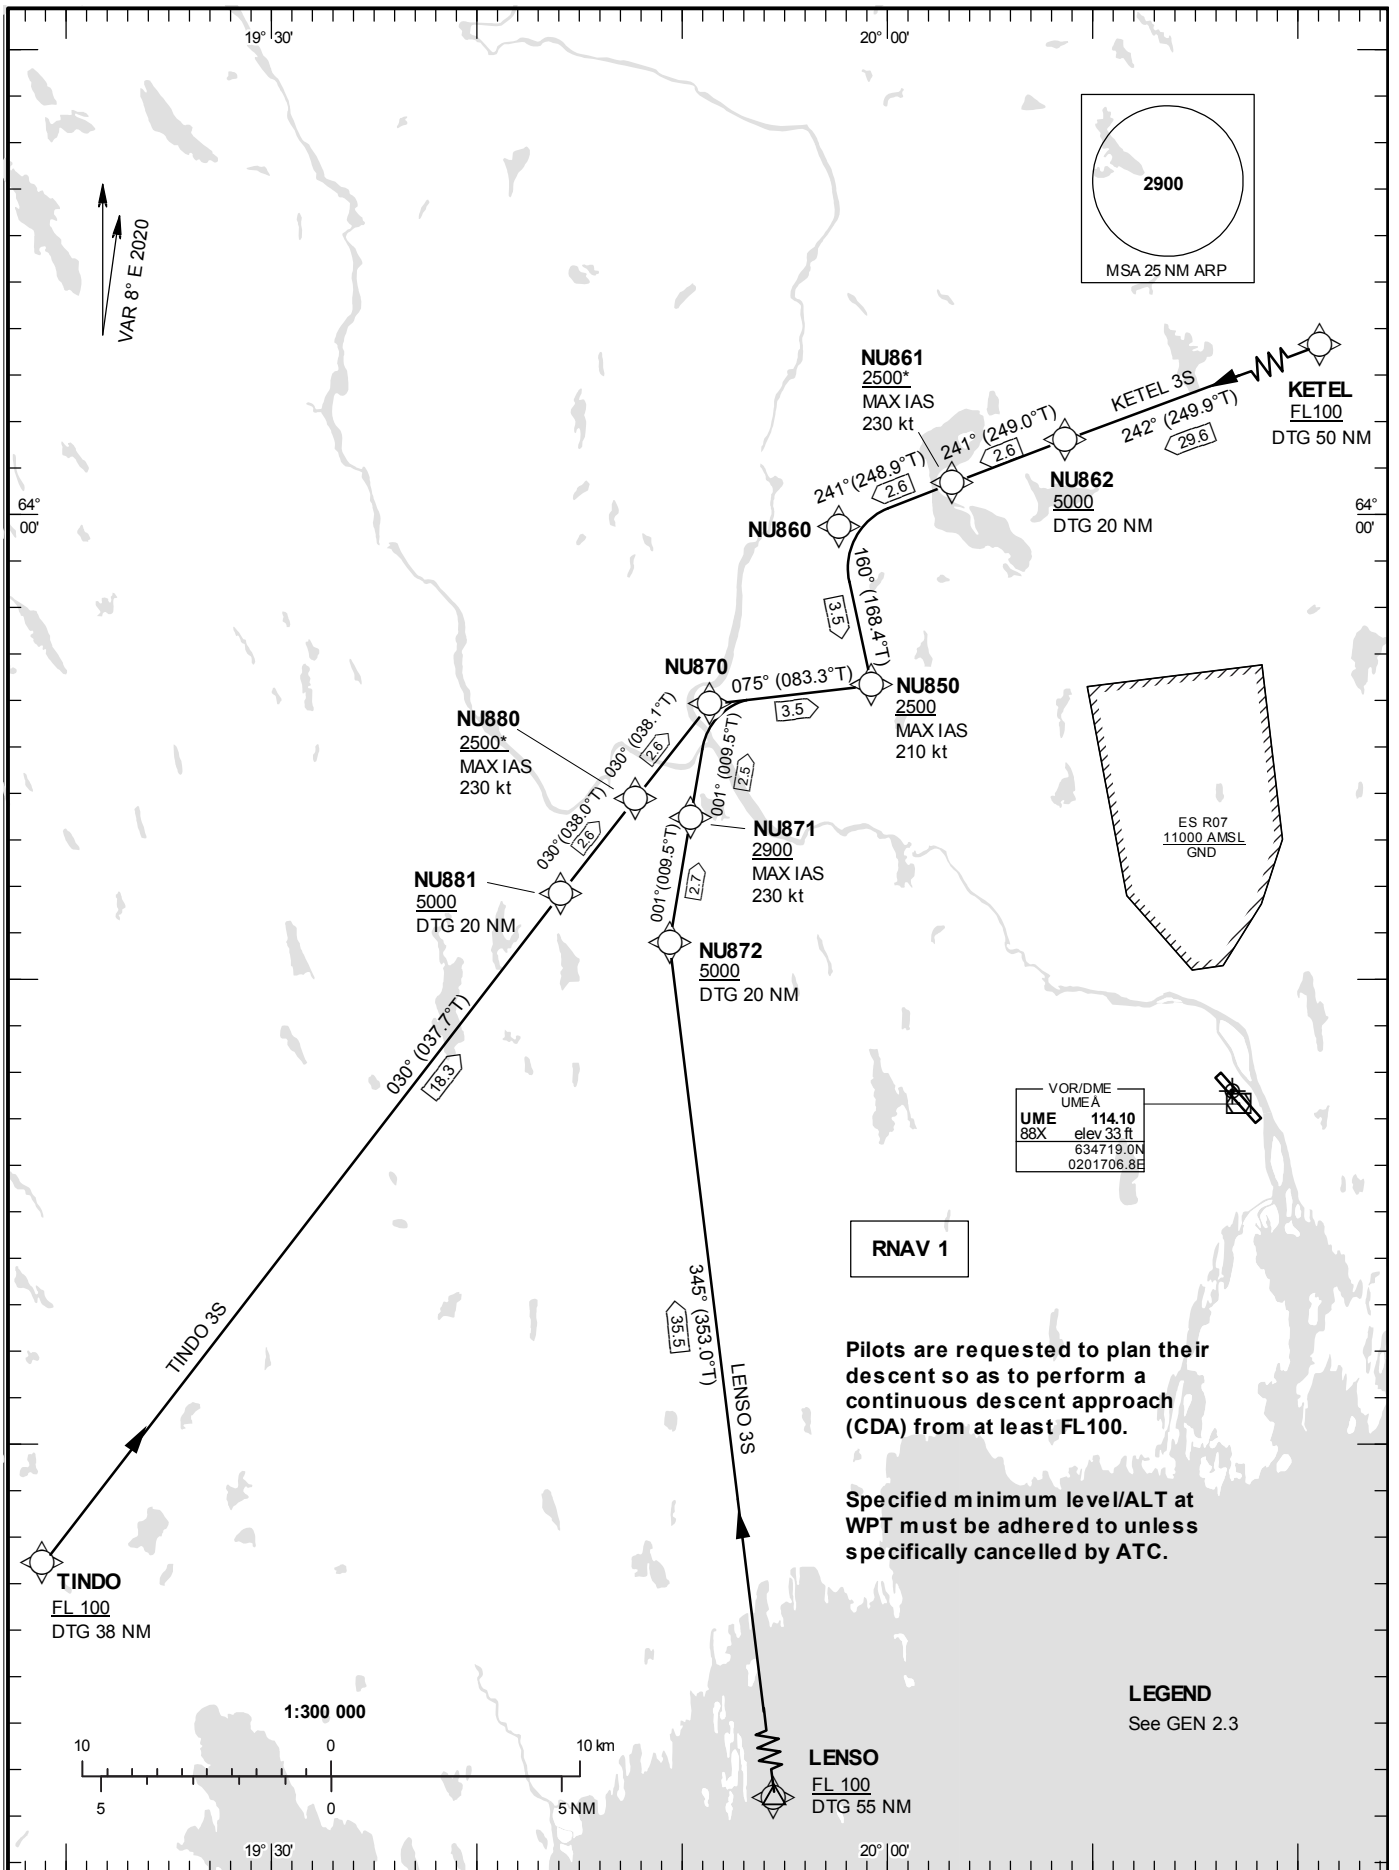 19° 30'
20° 00'
2900
MSA 25 NM ARP
VAR 8° E 2020
NU861
2500*
MAX IAS
230 kt
KETEL 3S
KETEL
FL100
DTG 50 NM
242° (249.9°T)
29.6
241° (249.0°T)
2.6
241° (248.9°T)
2.6
NU862
5000
DTG 20 NM
64°
00'
64°
00'
NU860
160° (168.4°T)
3.5
NU870
075° (083.3°T)
3.5
NU850
2500
MAX IAS
210 kt
NU880
2500*
MAX IAS
230 kt
030° (038.1°T)
2.6
001° (009.5°T)
2.5
030° (038.0°T)
2.6
NU871
2900
MAX IAS
230 kt
ES R07
11000 AMSL
GND
NU881
5000
DTG 20 NM
001° (009.5°T)
2.7
NU872
5000
DTG 20 NM
030° (037.7°T)
18.3
VOR/DME
UMEÅ
UME 114.10
88X elev 33 ft
634719.0N
0201706.8E
RNAV 1
345° (353.0°T)
35.5
TINDO 3S
LENSO 3S
Pilots are requested to plan their
descent so as to perform a
continuous descent approach
(CDA) from at least FL100.
Specified minimum level/ALT at
WPT must be adhered to unless
specifically cancelled by ATC.
TINDO
FL 100
DTG 38 NM
1:300 000
10 0 10 km
5 0 5 NM
LEGEND
See GEN 2.3
LENSO
FL 100
DTG 55 NM
19° 30'
20° 00'